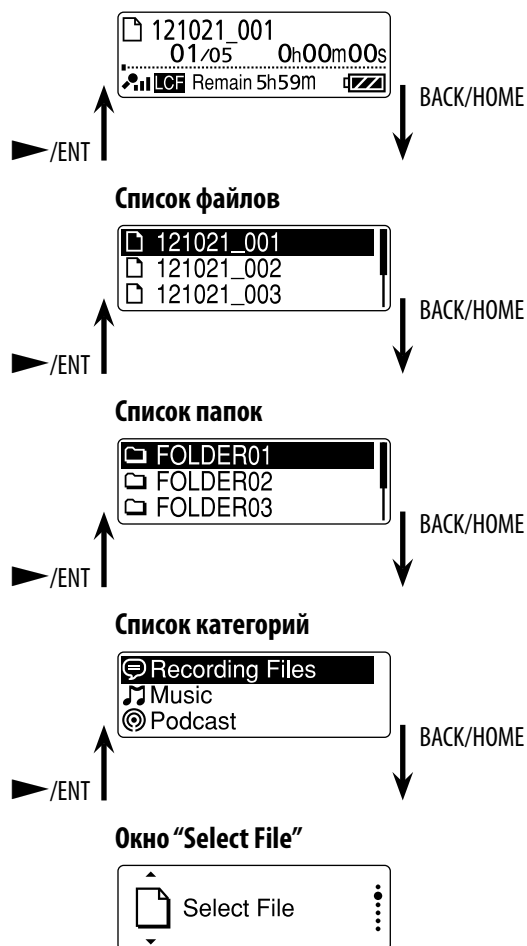 121021_001
01/05 0h00m00s
LCF Remain 5h59m
BACK/HOME
►/ENT
Список файлов
121021_001
121021_002
121021_003
BACK/HOME
►/ENT
Список папок
FOLDER01
FOLDER02
FOLDER03
BACK/HOME
►/ENT
Список категорий
Recording Files
Music
Podcast
BACK/HOME
►/ENT
Окно “Select File”
Select File